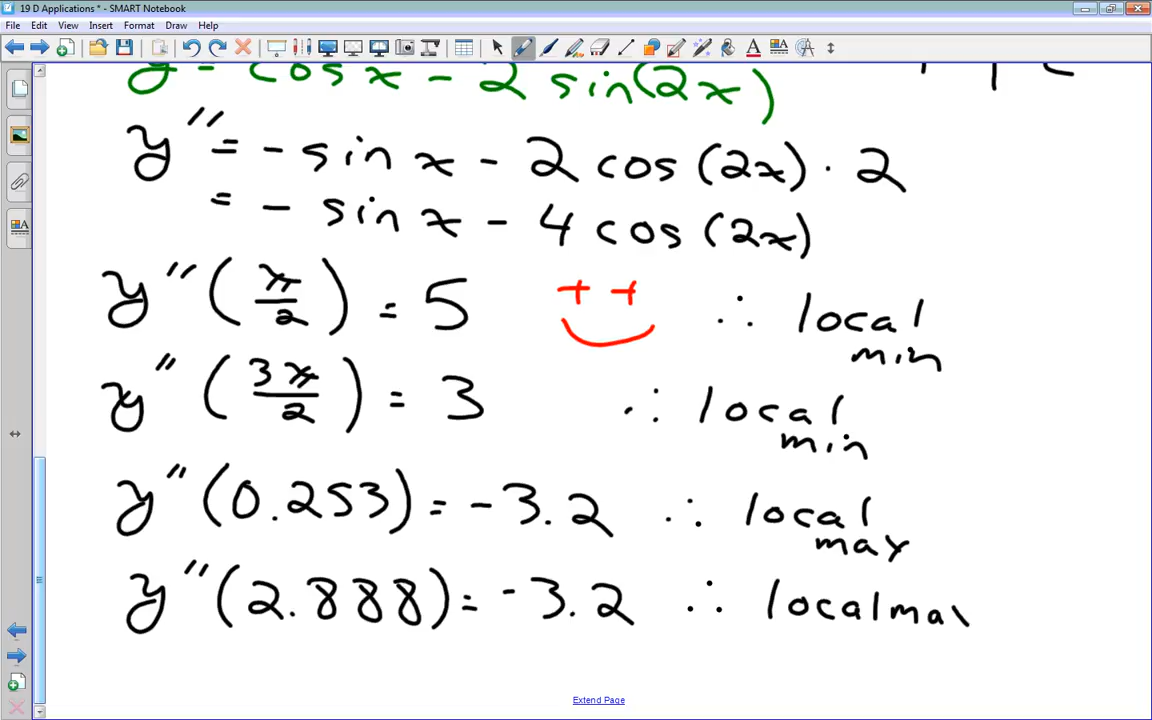 19 D Applications * - SMART Notebook
File Edit View Insert Format Draw Help
y = cos x - 2 sin(2x)
y'' = - sin x - 2 cos (2x) · 2
= - sin x - 4 cos (2x)
y'' (π/2) = 5 + + ∴ local min
y'' (3π/2) = 3 ∴ local min
y'' (0.253) = -3.2 ∴ local max
y'' (2.888) = -3.2 ∴ local max
Extend Page